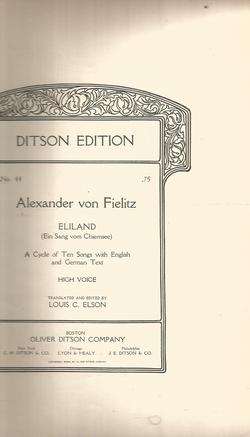 DITSON EDITION
No. 44 .75
Alexander von Fielitz
ELILAND
(Ein Sang vom Chiemsee)
A Cycle of Ten Songs with English
and German Text
HIGH VOICE
TRANSLATED AND EDITED BY
LOUIS C. ELSON
BOSTON
OLIVER DITSON COMPANY
New York Chicago Philadelphia
C. H. DITSON & CO. LYON & HEALY J. E. DITSON & CO.